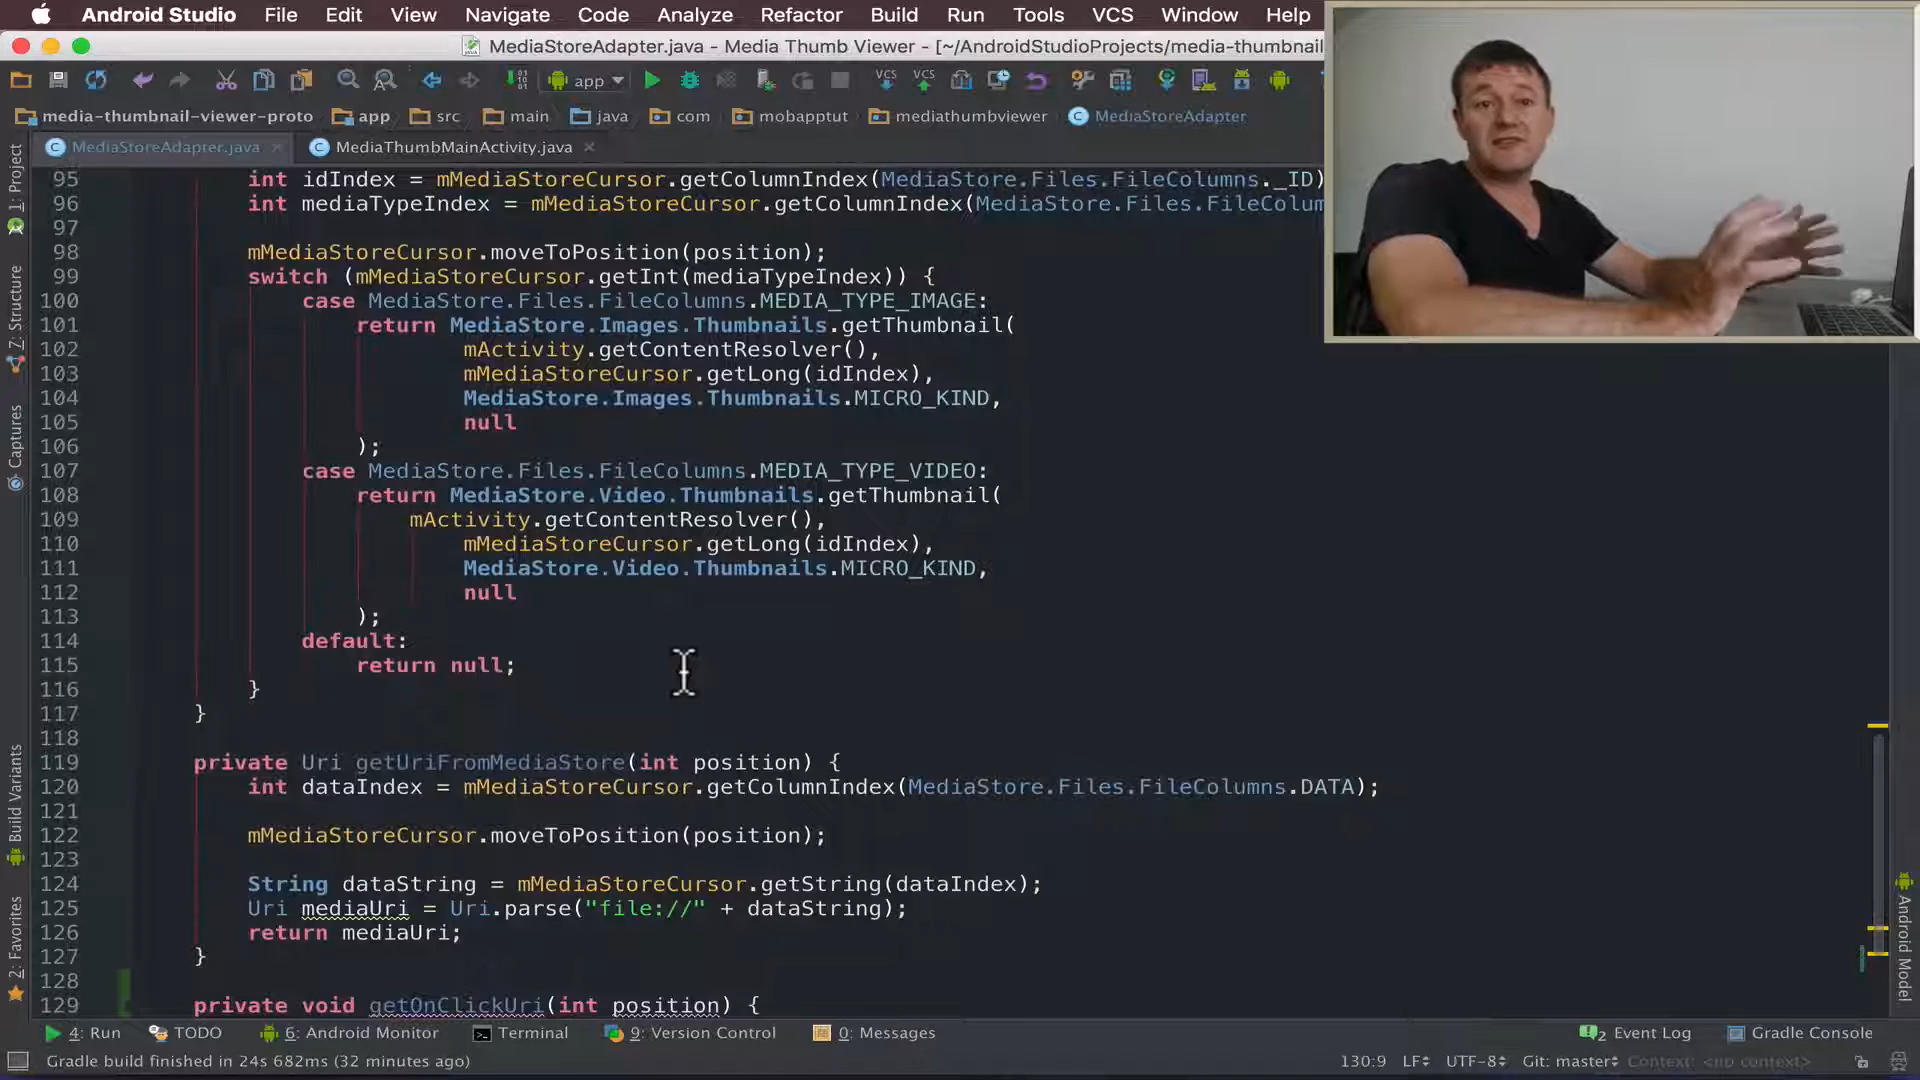 Android Studio File Edit View Navigate Code Analyze Refactor Build Run Tools VCS Window Help
MediaStoreAdapter.java - Media Thumb Viewer - [~/AndroidStudioProjects/media-thumbnail
app VCS VCS
media-thumbnail-viewer-proto app src main java com mobapptut mediathumbviewer MediaStoreAdapter
MediaStoreAdapter.java MediaThumbMainActivity.java
1: Project
7: Structure
Captures
Build Variants
2: Favorites
95 int idIndex = mMediaStoreCursor.getColumnIndex(MediaStore.Files.FileColumns._ID)
96 int mediaTypeIndex = mMediaStoreCursor.getColumnIndex(MediaStore.Files.FileColum
97
98 mMediaStoreCursor.moveToPosition(position);
99 switch (mMediaStoreCursor.getInt(mediaTypeIndex)) {
100 case MediaStore.Files.FileColumns.MEDIA_TYPE_IMAGE:
101 return MediaStore.Images.Thumbnails.getThumbnail(
102 mActivity.getContentResolver(),
103 mMediaStoreCursor.getLong(idIndex),
104 MediaStore.Images.Thumbnails.MICRO_KIND,
105 null
106 );
107 case MediaStore.Files.FileColumns.MEDIA_TYPE_VIDEO:
108 return MediaStore.Video.Thumbnails.getThumbnail(
109 mActivity.getContentResolver(),
110 mMediaStoreCursor.getLong(idIndex),
111 MediaStore.Video.Thumbnails.MICRO_KIND,
112 null
113 );
114 default:
115 return null;
116 }
117 }
118
119 private Uri getUriFromMediaStore(int position) {
120 int dataIndex = mMediaStoreCursor.getColumnIndex(MediaStore.Files.FileColumns.DATA);
121
122 mMediaStoreCursor.moveToPosition(position);
123
124 String dataString = mMediaStoreCursor.getString(dataIndex);
125 Uri mediaUri = Uri.parse("file://" + dataString);
126 return mediaUri;
127 }
128
129 private void getOnClickUri(int position) {
Android Model
4: Run TODO 6: Android Monitor Terminal 9: Version Control 0: Messages 2 Event Log Gradle Console
Gradle build finished in 24s 682ms (32 minutes ago) 130:9 LF UTF-8 Git: master Context: <no context>